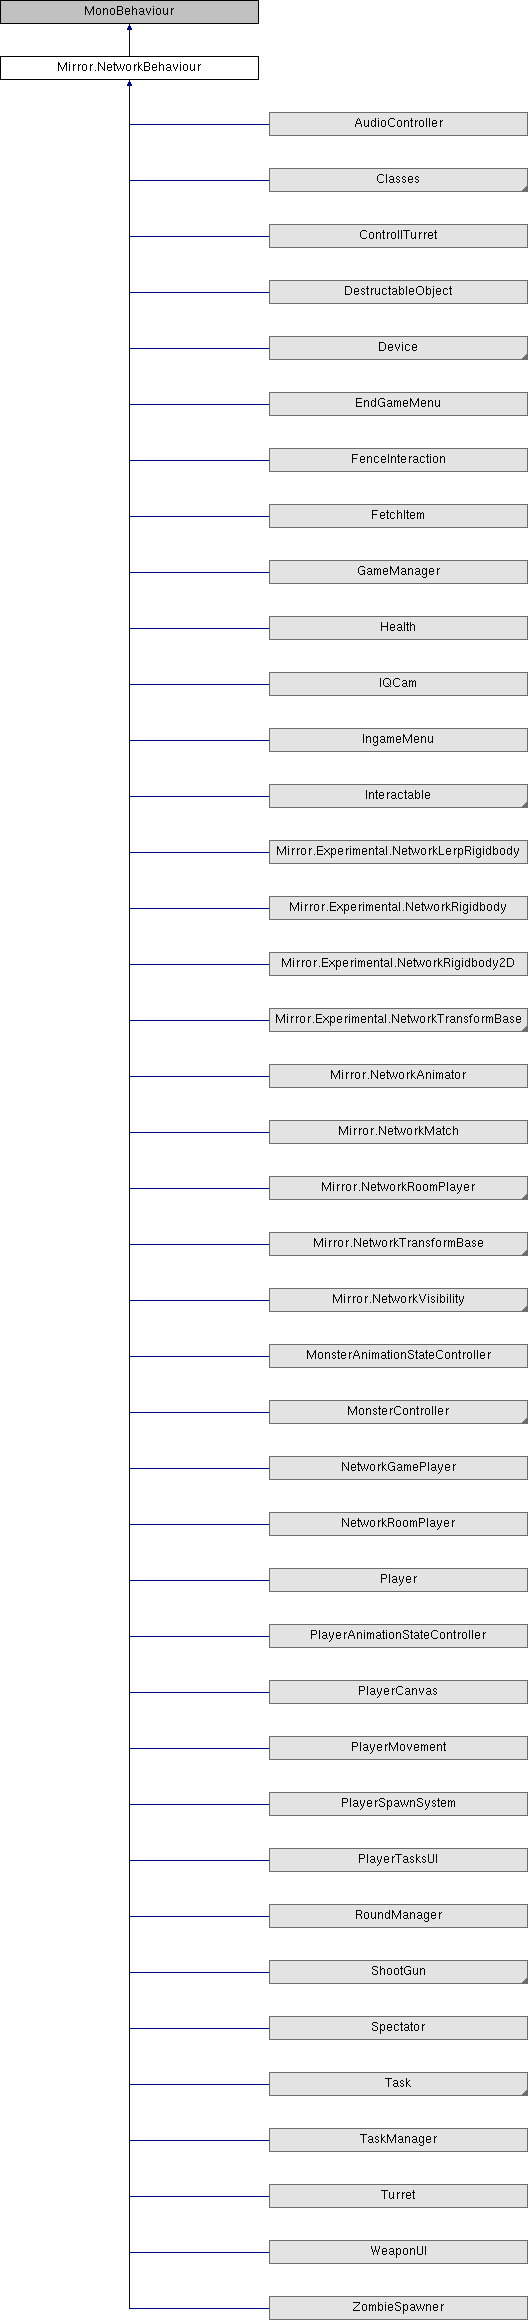 MonoBehaviour
Mirror.NetworkBehaviour
AudioController
Classes
ControllTurret
DestructableObject
Device
EndGameMenu
FenceInteraction
FetchItem
GameManager
Health
IQCam
IngameMenu
Interactable
Mirror.Experimental.NetworkLerpRigidbody
Mirror.Experimental.NetworkRigidbody
Mirror.Experimental.NetworkRigidbody2D
Mirror.Experimental.NetworkTransformBase
Mirror.NetworkAnimator
Mirror.NetworkMatch
Mirror.NetworkRoomPlayer
Mirror.NetworkTransformBase
Mirror.NetworkVisibility
MonsterAnimationStateController
MonsterController
NetworkGamePlayer
NetworkRoomPlayer
Player
PlayerAnimationStateController
PlayerCanvas
PlayerMovement
PlayerSpawnSystem
PlayerTasksUI
RoundManager
ShootGun
Spectator
Task
TaskManager
Turret
WeaponUI
ZombieSpawner